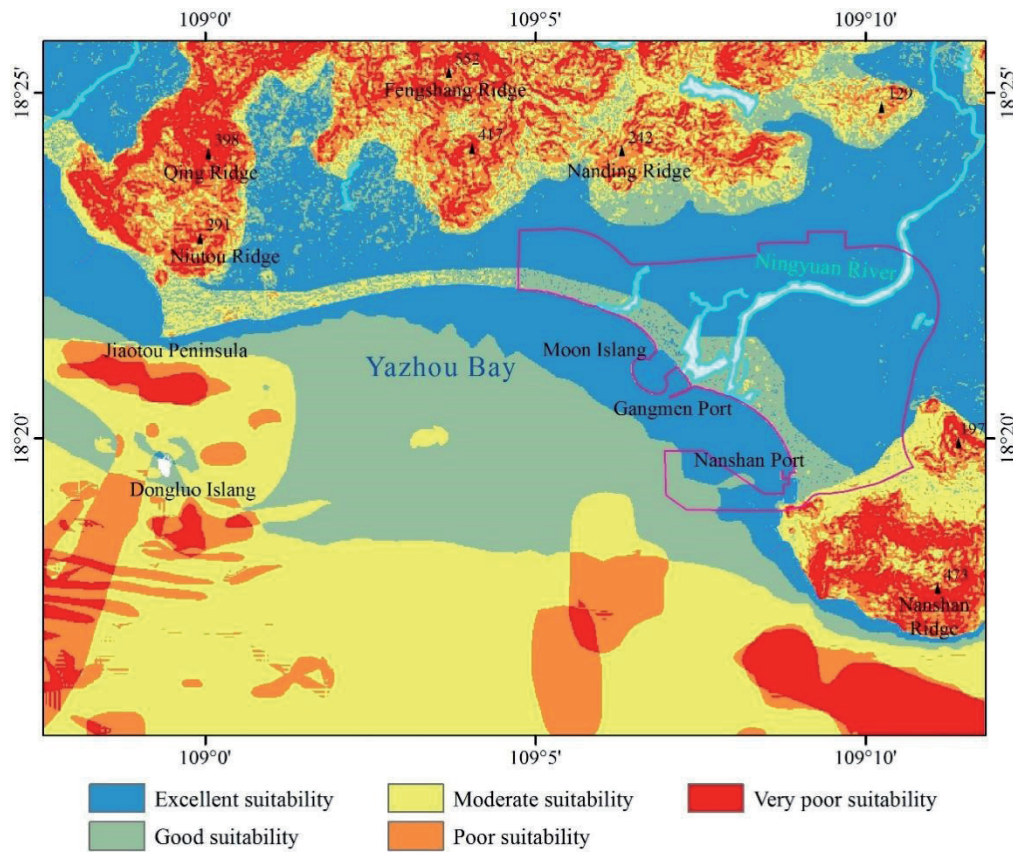 109°0' 109°5' 109°10'
18°25' 18°25'
352
Fengshang Ridge
129
417
243
398
Qing Ridge
Nanding Ridge
291
Niutou Ridge
Ningyuan River
Jiaotou Peninsula
Moon Islang
Yazhou Bay
Gangmen Port
18°20' 18°20'
197
Nanshan Port
Dongluo Islang
473
Nanshan
Ridge
109°0' 109°5' 109°10'
Excellent suitability Moderate suitability Very poor suitability
Good suitability Poor suitability